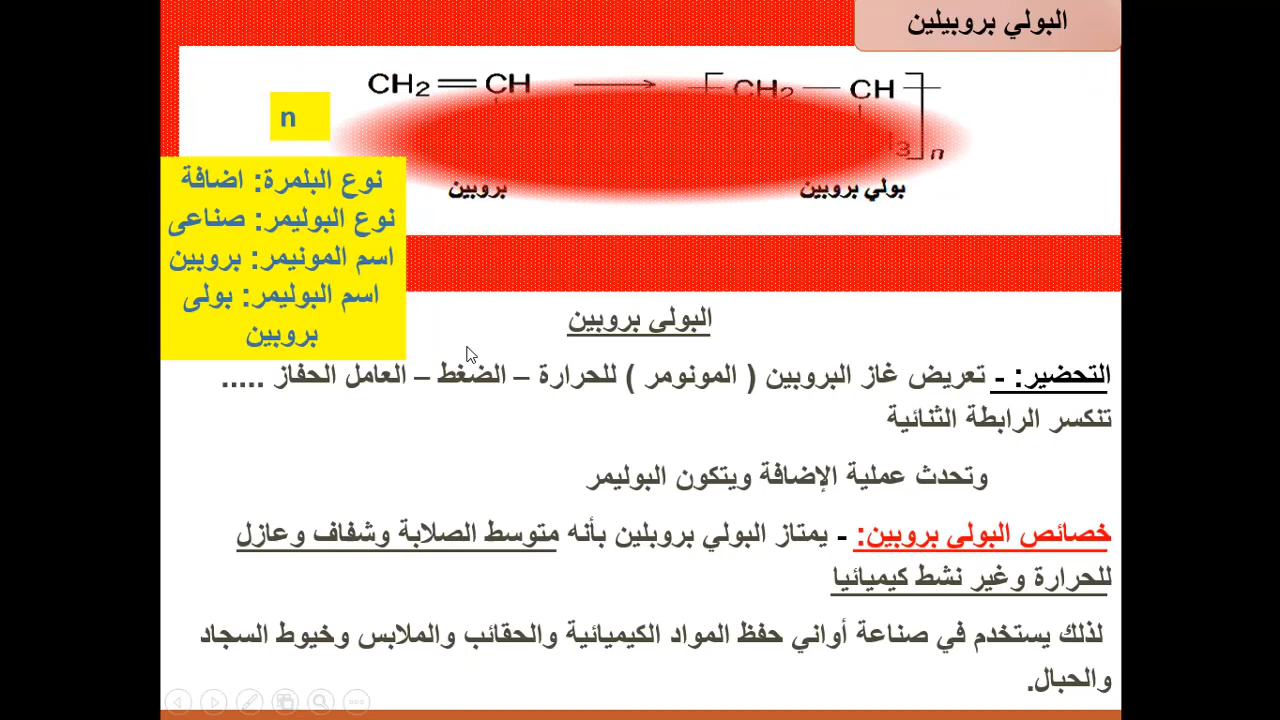 البولي بروبيلين
CH₂ ═ CH ⟶ [ CH₂ — CH
n
3 ]n
بروبين
بولي بروبين
نوع البلمرة: اضافة
نوع البوليمر: صناعى
اسم المونيمر: بروبين
اسم البوليمر: بولى
بروبين
البولي بروبين
التحضير: - تعريض غاز البروبين ( المونومر ) للحرارة – الضغط – العامل الحفاز .....
تنكسر الرابطة الثنائية
وتحدث عملية الإضافة ويتكون البوليمر
خصائص البولي بروبين: - يمتاز البولي بروبلين بأنه متوسط الصلابة وشفاف وعازل
للحرارة وغير نشط كيميائيا
لذلك يستخدم في صناعة أواني حفظ المواد الكيميائية والحقائب والملابس وخيوط السجاد
والحبال.